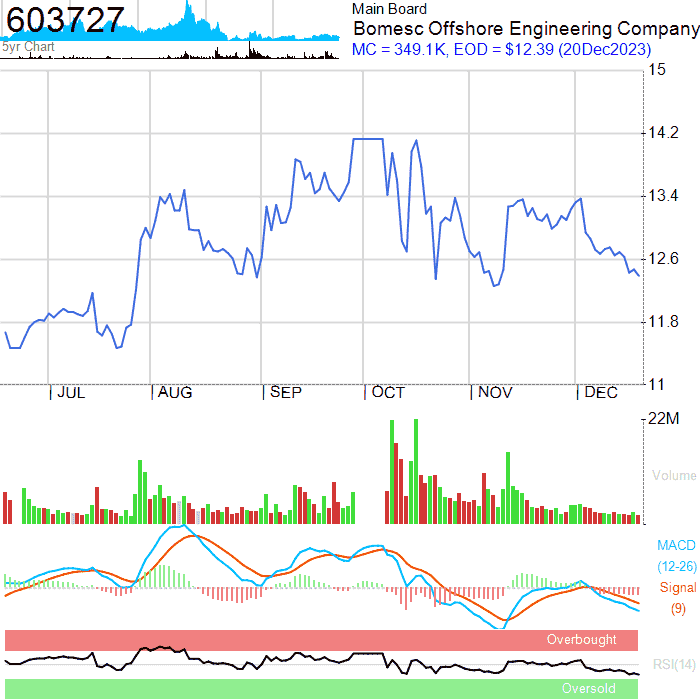 603727
5yr Chart
Main Board
Bomesc Offshore Engineering Company
MC = 349.1K, EOD = $12.39 (20Dec2023)
15
14.2
13.4
12.6
11.8
11
JUL AUG SEP OCT NOV DEC
22M
Volume
MACD
(12-26)
Signal
(9)
Overbought
RSI(14)
Oversold